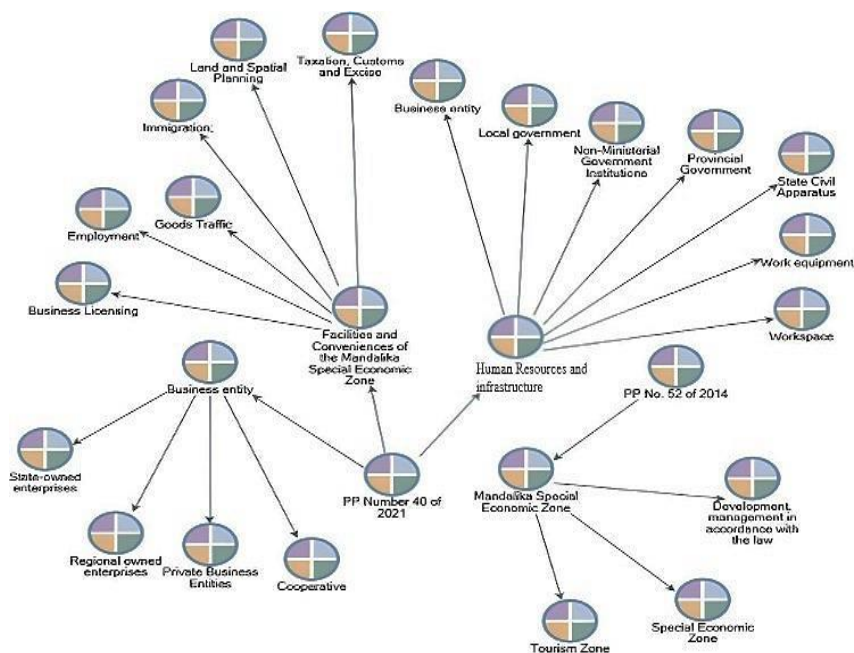 Land and Spatial
Planning
Taxation, Customs
and Excise
Business entity
Local government
Non-Ministerial
Government
Institutions
Provincial
Government
State Civil
Apparatus
Immigration;
Employment
Goods Traffic
Work equipment
Business Licensing
Workspace
Facilities and
Conveniences of
the Mandalika
Special Economic
Zone
Human Resources and
infrastructure
Business entity
PP No. 52 of 2014
State-owned
enterprises
PP Number 40 of
2021
Mandalika Special
Economic Zone
Development,
management in
accordance with
the law
Regional owned
enterprises
Private Business
Entities
Cooperative
Tourism Zone
Special Economic
Zone